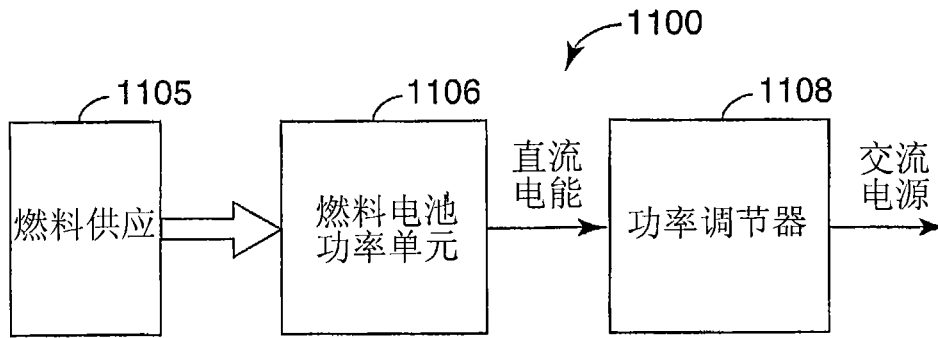 1100
1105
1106
1108
燃料供应
燃料电池
功率单元
直流
电能
功率调节器
交流
电源